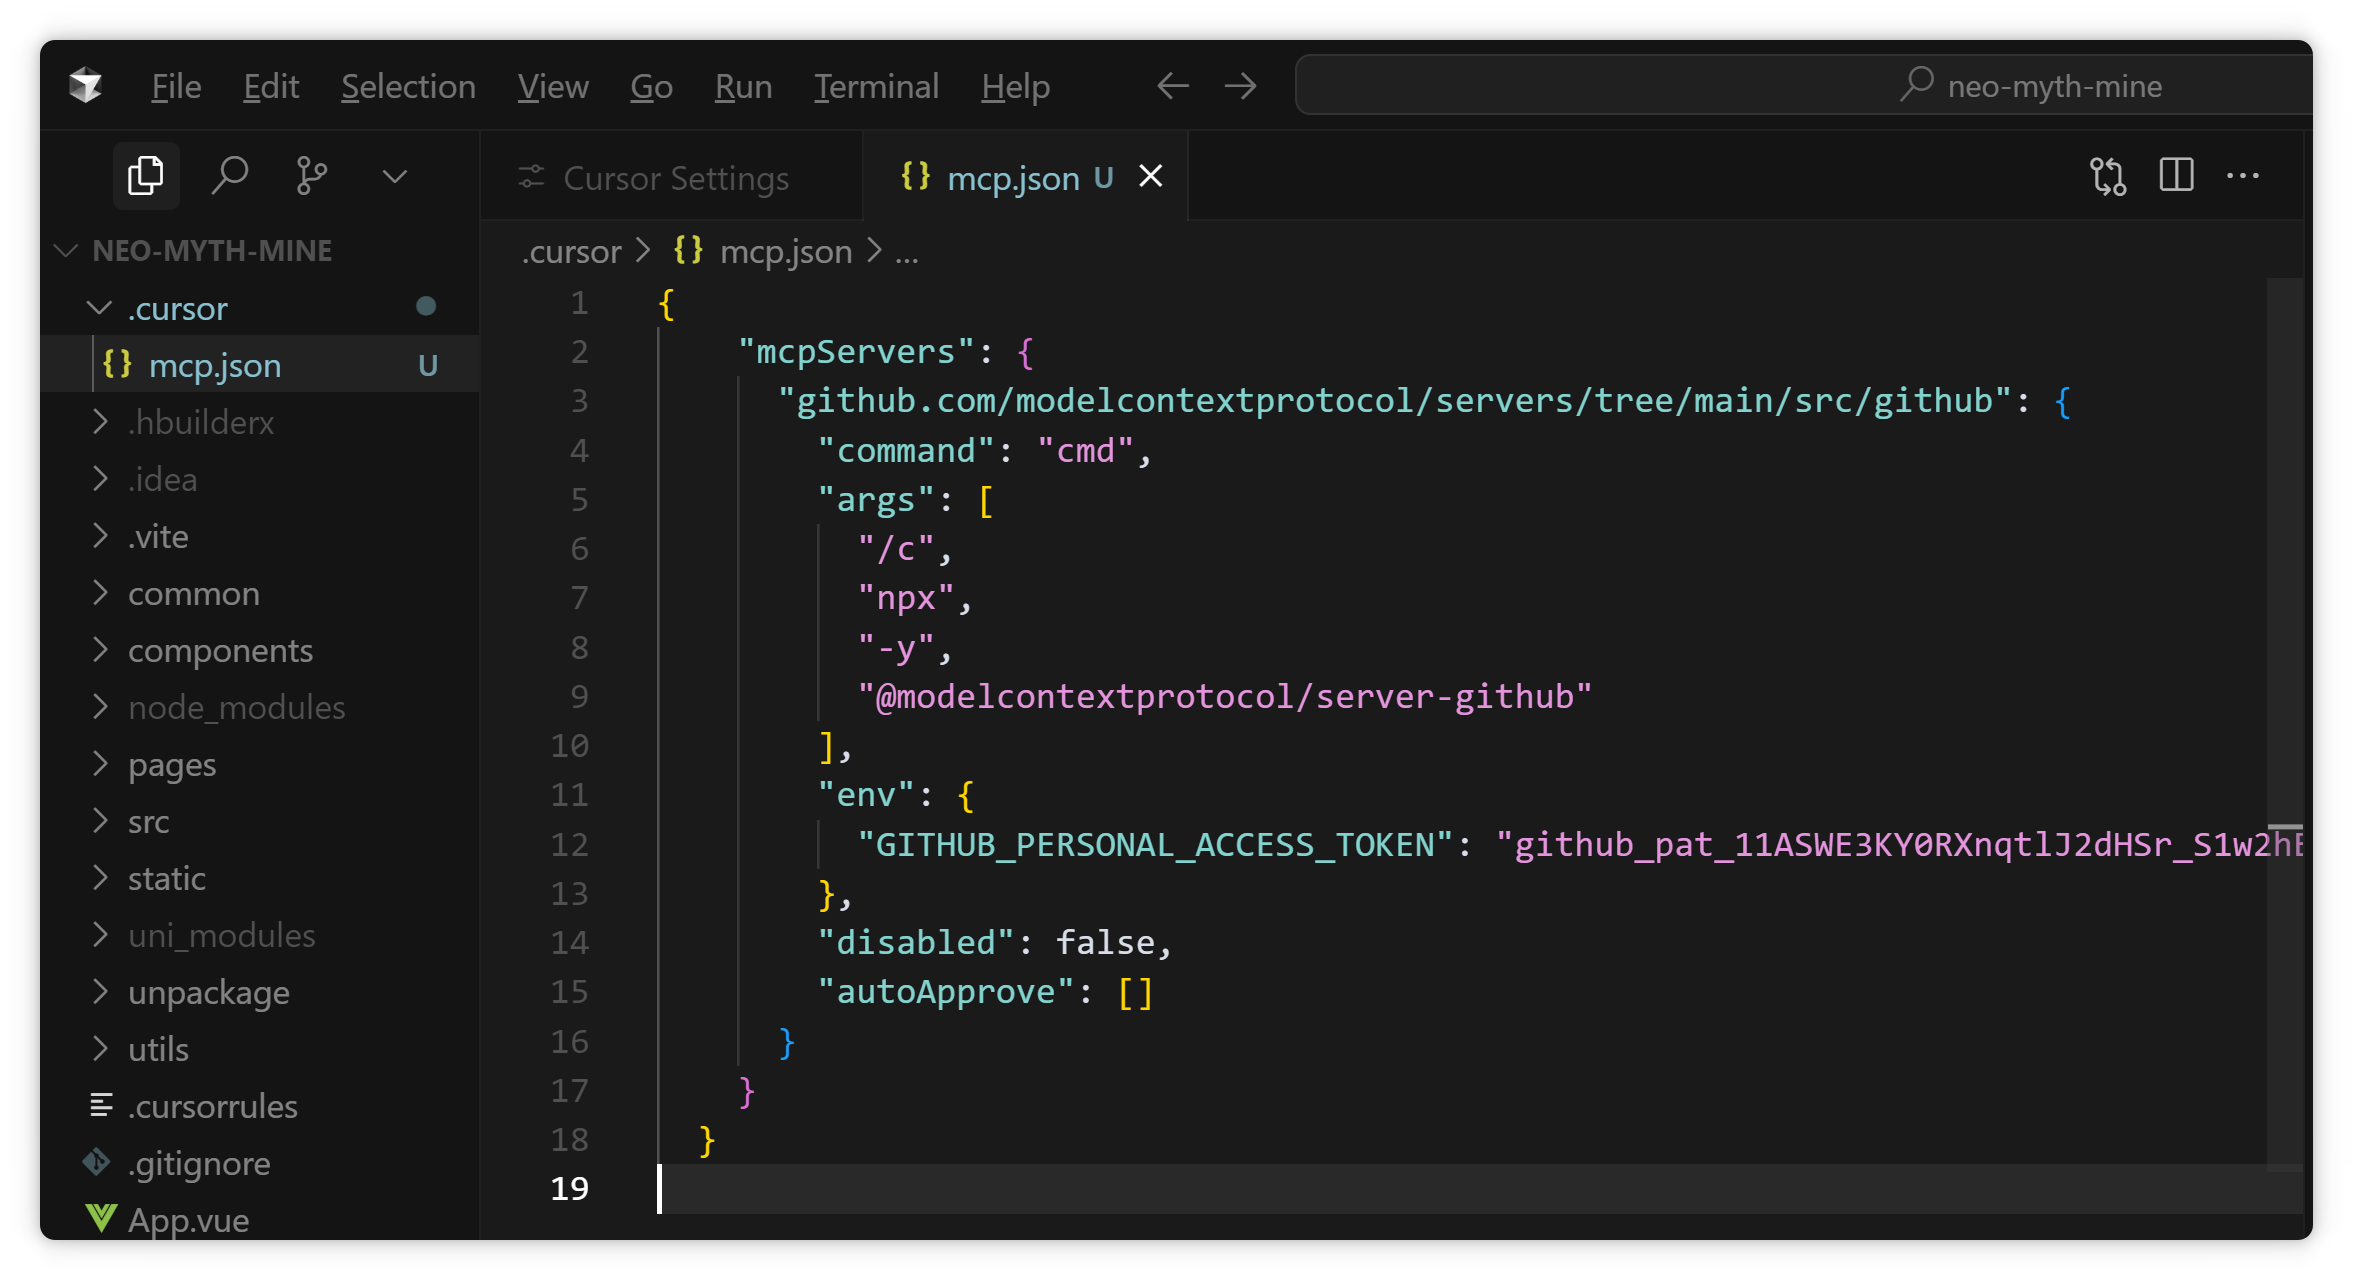 File Edit Selection View Go Run Terminal Help
neo-myth-mine
Cursor Settings
mcp.json U
NEO-MYTH-MINE
.cursor
mcp.json U
.hbuilderx
.idea
.vite
common
components
node_modules
pages
src
static
uni_modules
unpackage
utils
.cursorrules
.gitignore
App.vue
.cursor > {} mcp.json > ...
1 {
2 "mcpServers": {
3 "github.com/modelcontextprotocol/servers/tree/main/src/github": {
4 "command": "cmd",
5 "args": [
6 "/c",
7 "npx",
8 "-y",
9 "@modelcontextprotocol/server-github"
10 ],
11 "env": {
12 "GITHUB_PERSONAL_ACCESS_TOKEN": "github_pat_11ASWE3KY0RXnqtlJ2dHSr_S1w2h
13 },
14 "disabled": false,
15 "autoApprove": []
16 }
17 }
18 }
19